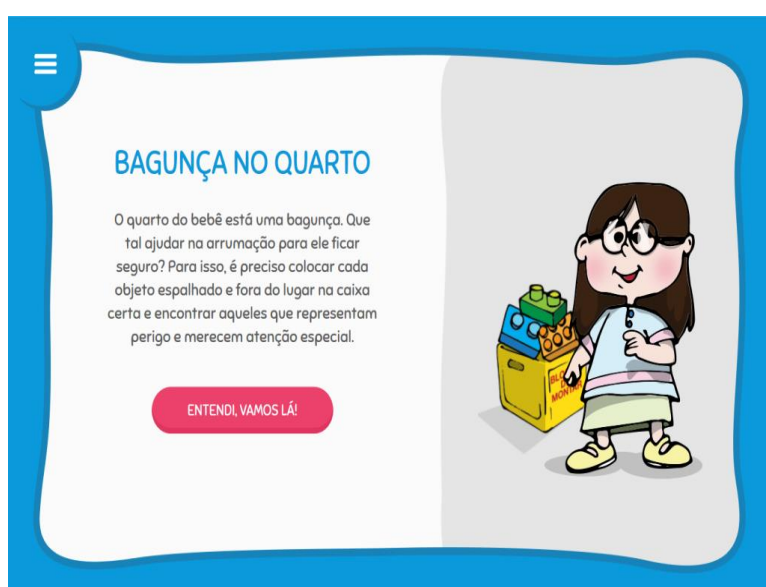 BAGUNÇA NO QUARTO
O quarto do bebê está uma bagunça. Que
tal ajudar na arrumação para ele ficar
seguro? Para isso, é preciso colocar cada
objeto espalhado e fora do lugar na caixa
certa e encontrar aqueles que representam
perigo e merecem atenção especial.
ENTENDI, VAMOS LÁ!
MONTAR